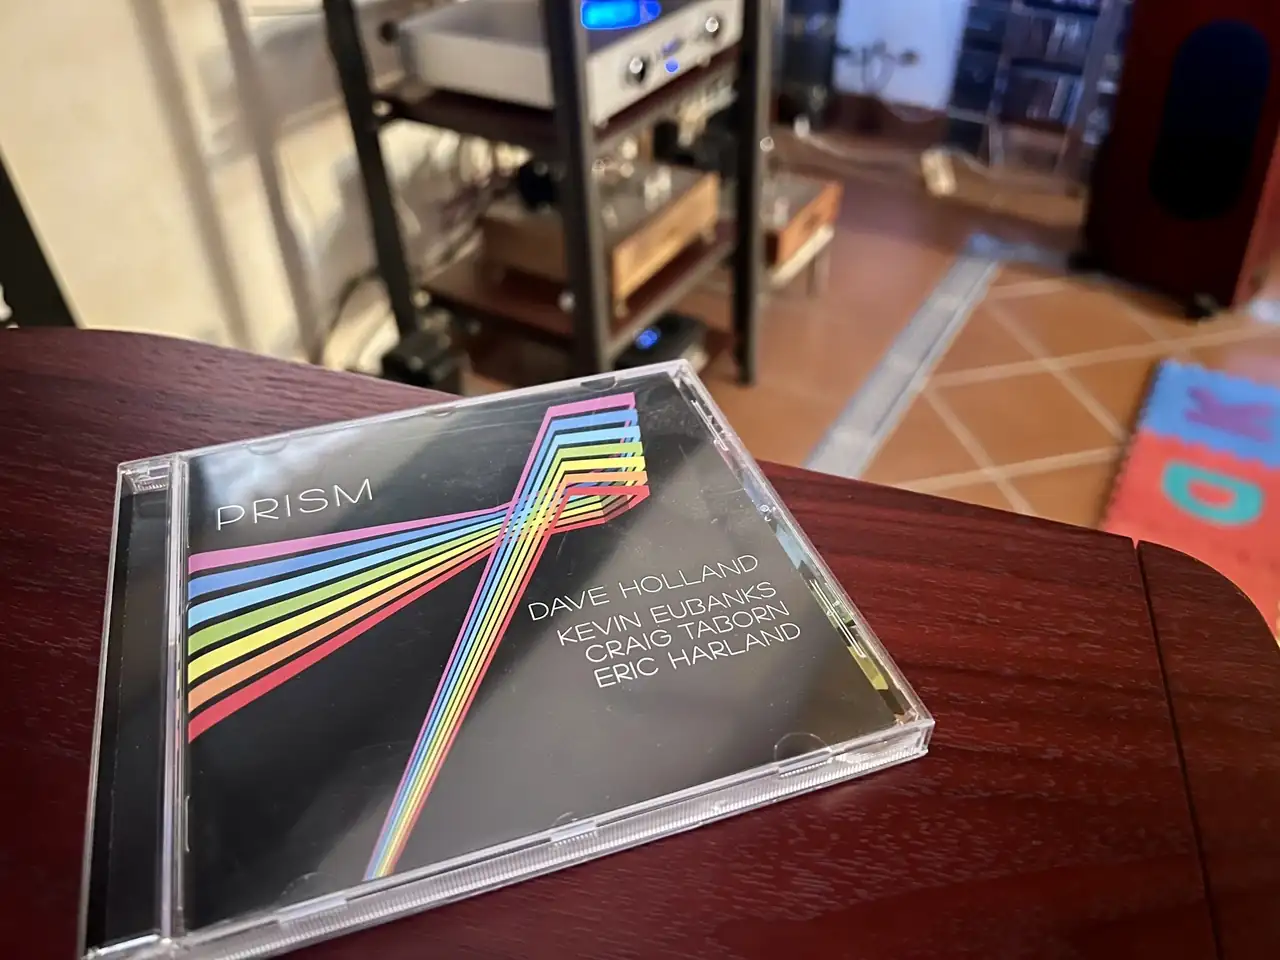 PRISM
DAVE HOLLAND
KEVIN EUBANKS
CRAIG TABORN
ERIC HARLAND
K
D